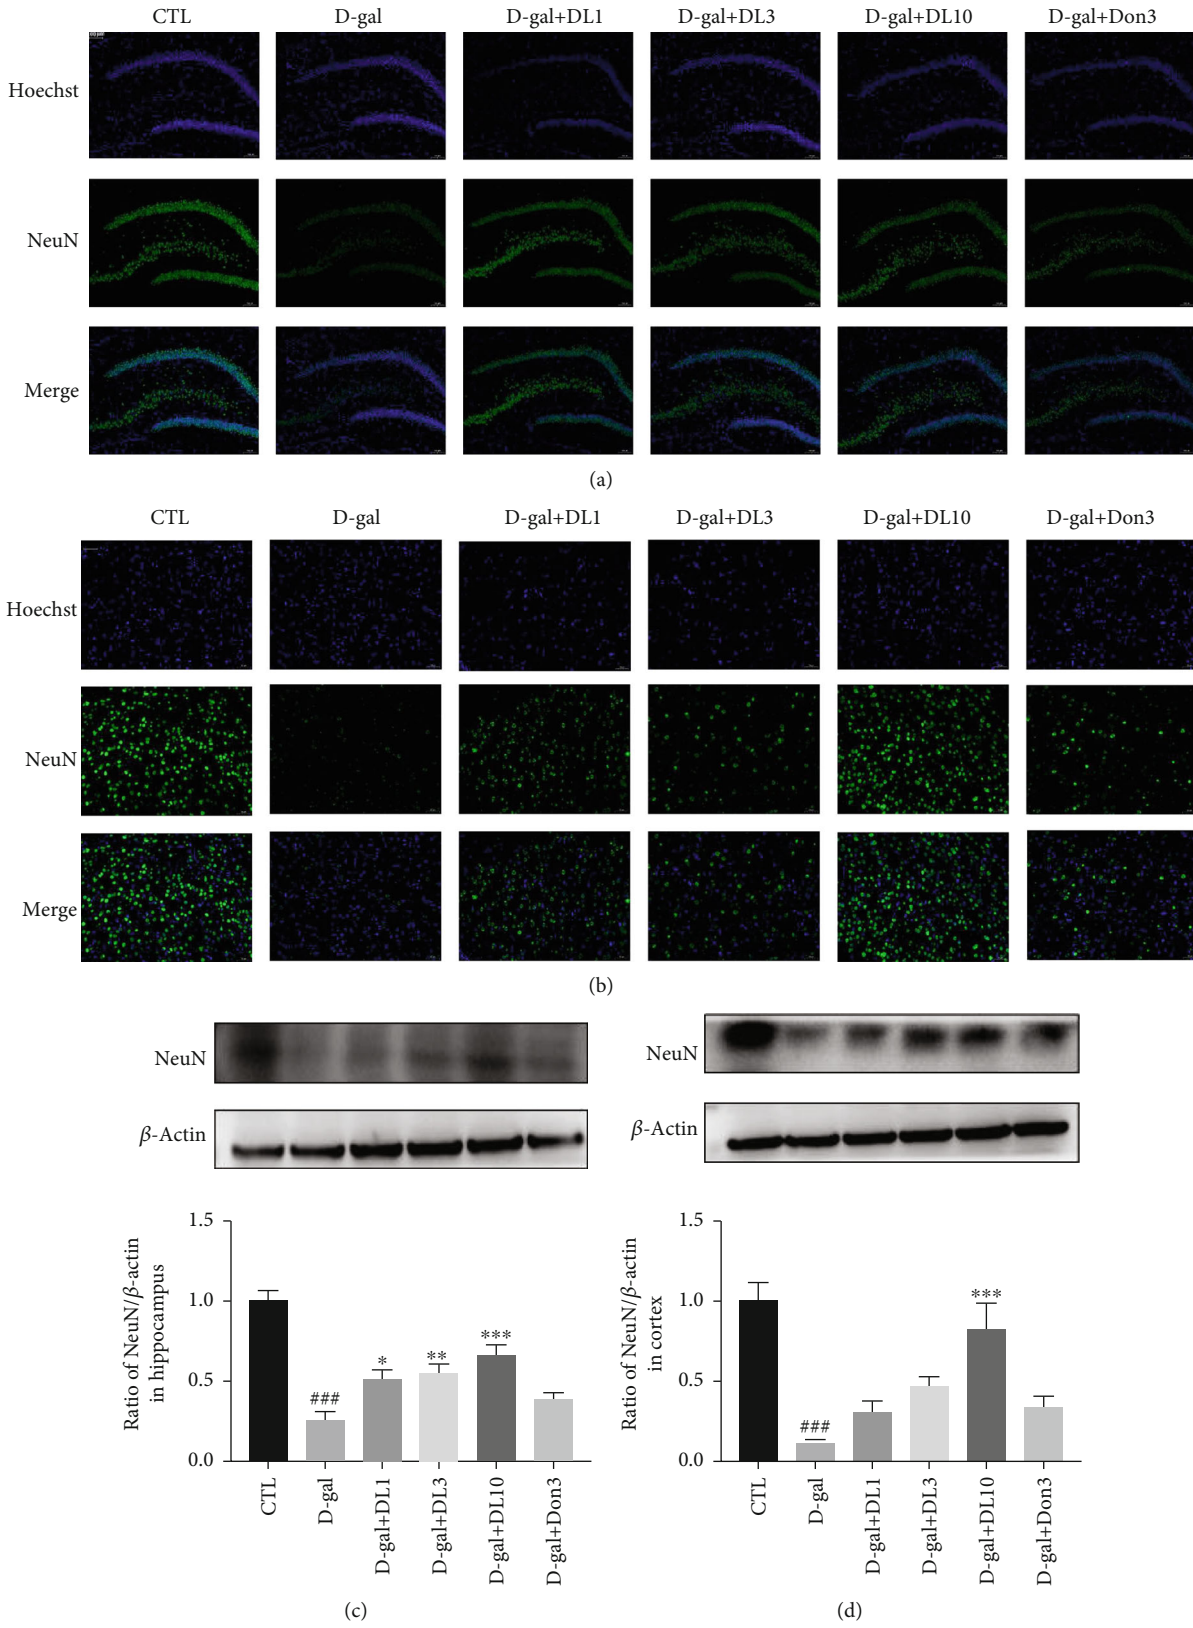 CTL D-gal D-gal+DL1 D-gal+DL3 D-gal+DL10 D-gal+Don3
Hoechst
NeuN
Merge
(a)
CTL D-gal D-gal+DL1 D-gal+DL3 D-gal+DL10 D-gal+Don3
Hoechst
NeuN
Merge
(b)
NeuN
β-Actin
Ratio of NeuN/β-actin
in hippocampus
1.5
1.0
0.5
0.0
###
*
**
***
CTL
D-gal
D-gal+DL1
D-gal+DL3
D-gal+DL10
D-gal+Don3
(c)
NeuN
β-Actin
Ratio of NeuN/β-actin
in cortex
1.5
1.0
0.5
0.0
###
***
CTL
D-gal
D-gal+DL1
D-gal+DL3
D-gal+DL10
D-gal+Don3
(d)